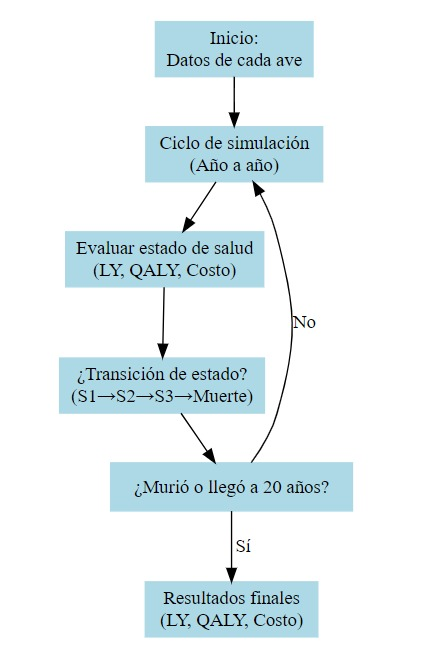 Inicio:
Datos de cada ave
Ciclo de simulación
(Año a año)
Evaluar estado de salud
(LY, QALY, Costo)
¿Transición de estado?
(S1→S2→S3→Muerte)
No
¿Murió o llegó a 20 años?
Sí
Resultados finales
(LY, QALY, Costo)